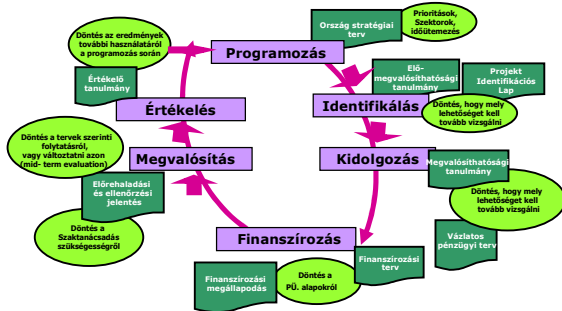 Prioritások,
Szektorok,
időütemezés
Ország stratégiai
terv
Programozás
Döntés az eredmények
további használatáról
a programozás során
Értékelő
tanulmány
Elő-
megvalósíthatósági
tanulmány
Projekt
Identifikációs
Lap
Identifikálás
Döntés, hogy mely
lehetőséget kell
tovább vizsgálni
Értékelés
Kidolgozás
Megvalósíthatósági
tanulmány
Döntés, hogy mely
lehetőséget kell
tovább vizsgálni
Vázlatos
pénzügyi terv
Megvalósítás
Döntés a tervek szerinti
folytatásról,
vagy változtatni azon
(mid- term evaluation)
Előrehaladási
és ellenőrzési
jelentés
Döntés a
Szaktanácsadás
szükségességről
Finanszírozás
Finanszírozási
terv
Döntés a
PÜ. alapokról
Finanszírozási
megállapodás